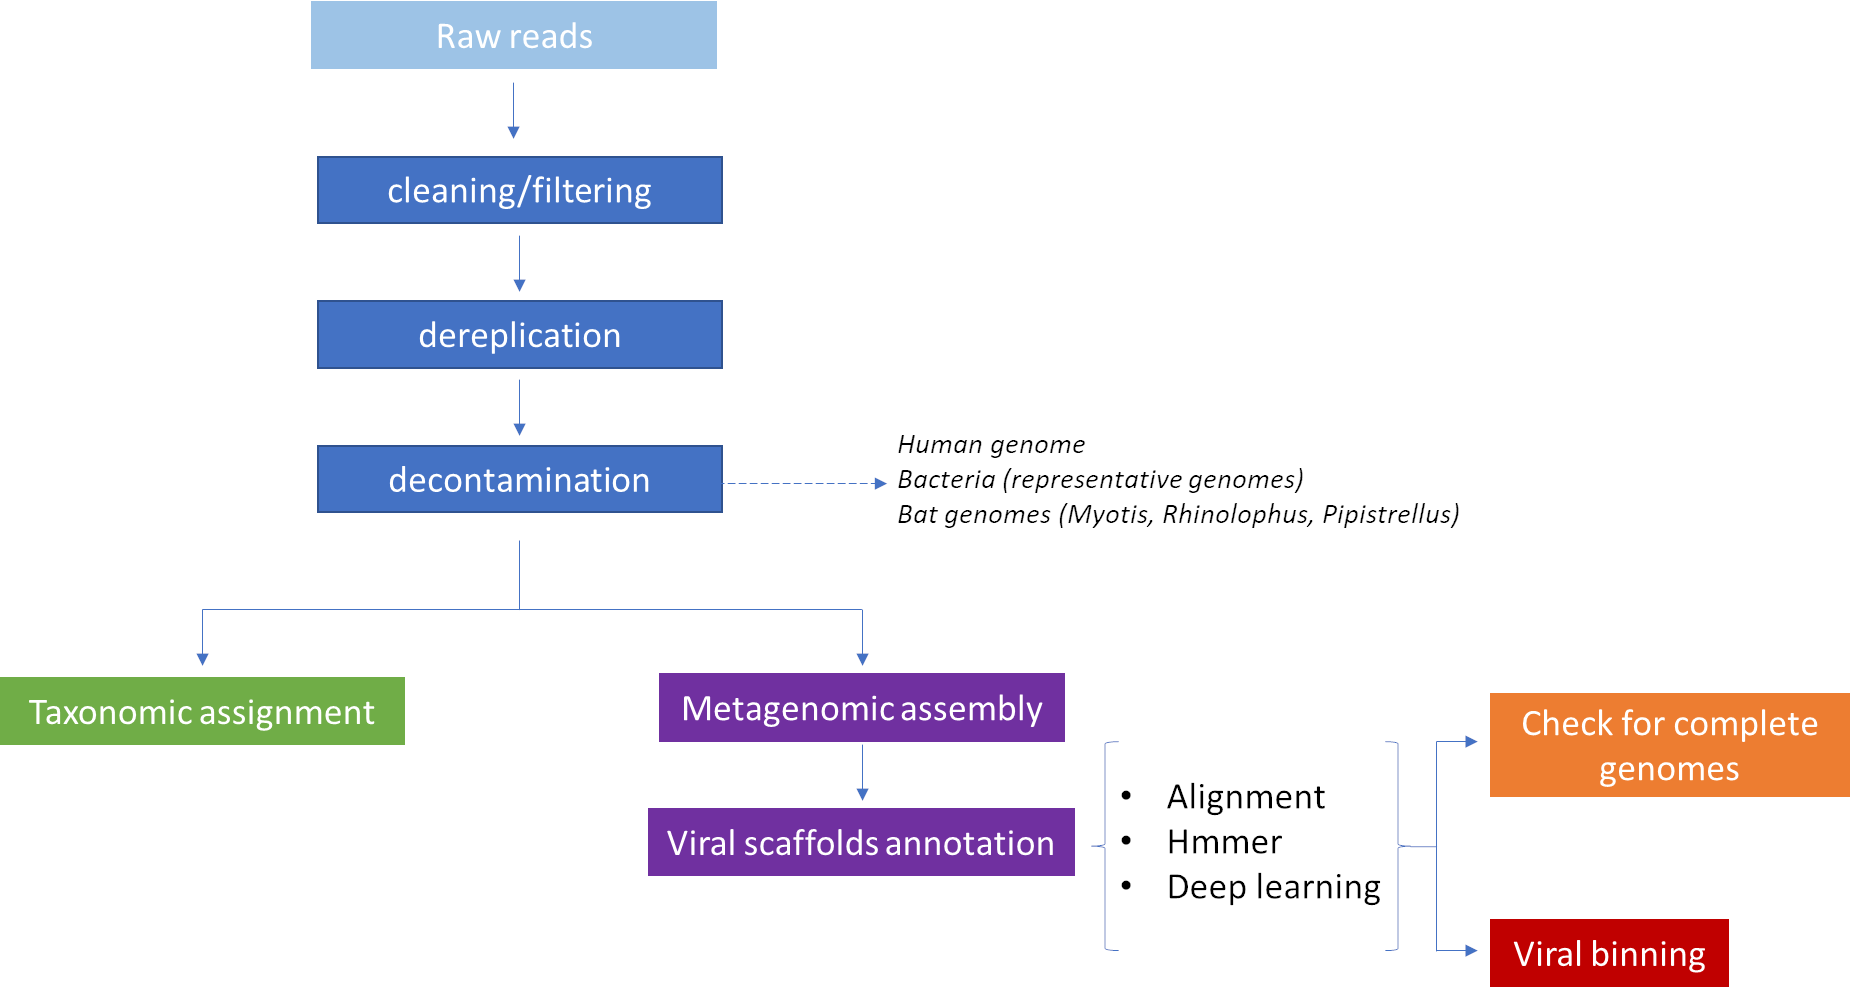 Raw reads
cleaning/filtering
dereplication
decontamination
Human genome
Bacteria (representative genomes)
Bat genomes (Myotis, Rhinolophus, Pipistrellus)
Taxonomic assignment
Metagenomic assembly
Viral scaffolds annotation
• Alignment
• Hmmer
• Deep learning
Check for complete
genomes
Viral binning